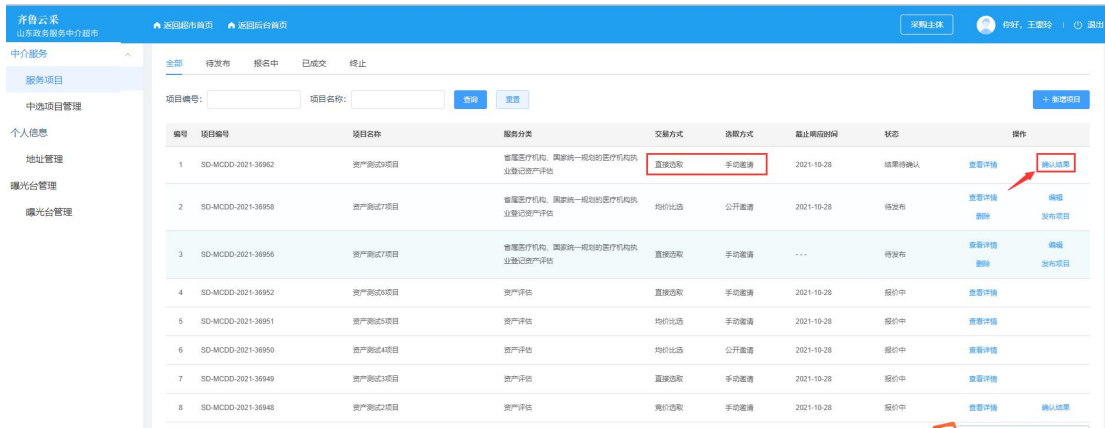 齐鲁云采
山东政务服务中介超市
返回超市首页 返回后台首页
采购主体
你好，王雪玲 | 退出
中介服务
服务项目
中选项目管理
个人信息
地址管理
曝光台管理
曝光台管理
全部 待发布 报名中 已成交 终止
项目编号: 项目名称: 查询 重置 + 新增项目
编号 项目编号 项目名称 服务分类 交易方式 选取方式 截止响应时间 状态 操作
1 SD-MCDD-2021-36962 资产测试9项目 省属医疗机构、国家统一规划的医疗机构执业登记资产评估 直接选取 手动邀请 2021-10-28 结果待确认 查看详情 确认结果
2 SD-MCDD-2021-36958 资产测试7项目 省属医疗机构、国家统一规划的医疗机构执业登记资产评估 均价比选 公开邀请 2021-10-28 待发布 查看详情 编辑 删除 发布项目
3 SD-MCDD-2021-36956 资产测试7项目 省属医疗机构、国家统一规划的医疗机构执业登记资产评估 直接选取 手动邀请 --- 待发布 查看详情 编辑 删除 发布项目
4 SD-MCDD-2021-36952 资产测试6项目 资产评估 直接选取 手动邀请 2021-10-28 报价中 查看详情
5 SD-MCDD-2021-36951 资产测试5项目 资产评估 均价比选 手动邀请 2021-10-28 报价中 查看详情
6 SD-MCDD-2021-36950 资产测试4项目 资产评估 均价比选 公开邀请 2021-10-28 报价中 查看详情
7 SD-MCDD-2021-36949 资产测试3项目 资产评估 直接选取 手动邀请 2021-10-28 报价中 查看详情
8 SD-MCDD-2021-36948 资产测试2项目 资产评估 竞价选取 手动邀请 2021-10-28 报价中 查看详情 确认结果